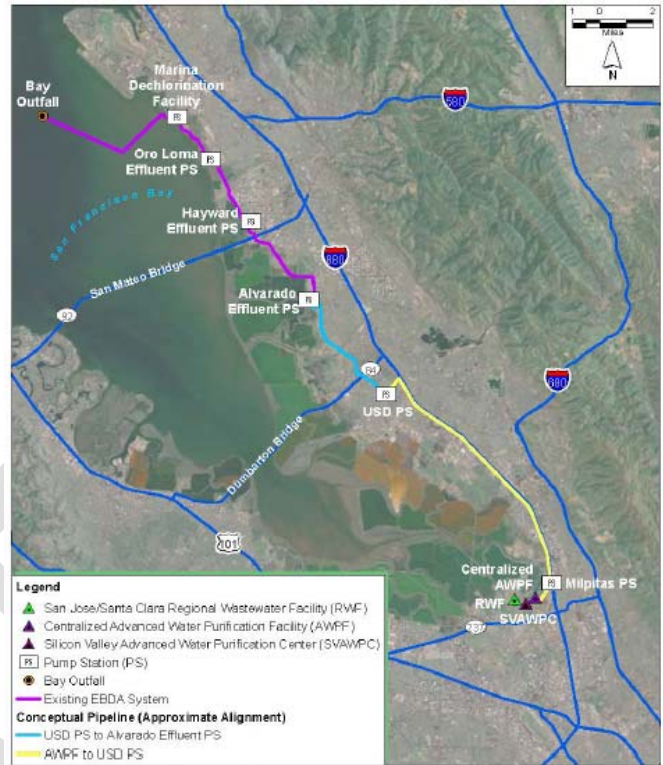 1 0 2
Miles
N
580
Marina
Dechlorination
Facility
Bay
Outfall
PS
Oro Loma
Effluent PS
PS
San Francisco Bay
Hayward
Effluent PS
PS
880
San Mateo Bridge
Alvarado
Effluent PS
PS
92
84
680
PS
USD PS
Dumbarton Bridge
101
Centralized
AWPF
PS
Milpitas PS
RWF
SVAWPC
237
Legend
San Jose/Santa Clara Regional Wastewater Facility (RWF)
Centralized Advanced Water Purification Facility (AWPF)
Silicon Valley Advanced Water Purification Center (SVAWPC)
PS Pump Station (PS)
Bay Outfall
Existing EBDA System
Conceptual Pipeline (Approximate Alignment)
USD PS to Alvarado Effluent PS
AWPF to USD PS